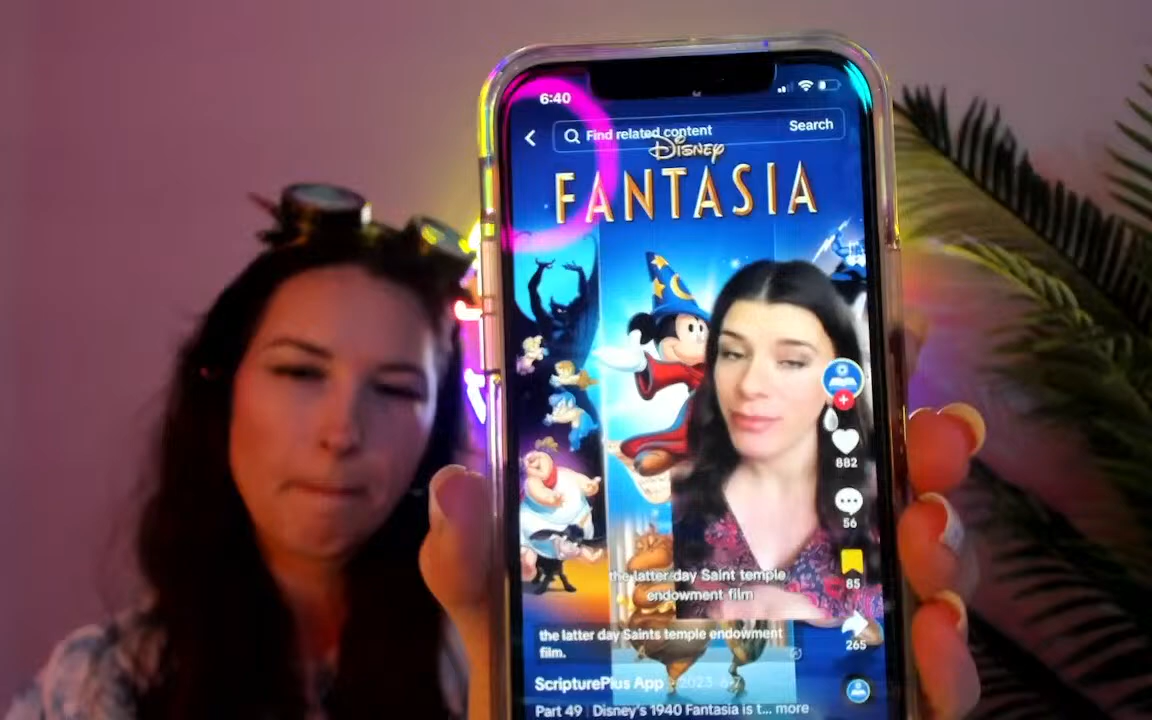 6:40
Find related content
Search
Disney
FANTASIA
882
56
85
265
the latter day Saint temple
endowment film
the latter day Saints temple endowment
film.
ScripturePlus App
Part 49 Disney's 1940 Fantasia is t... more